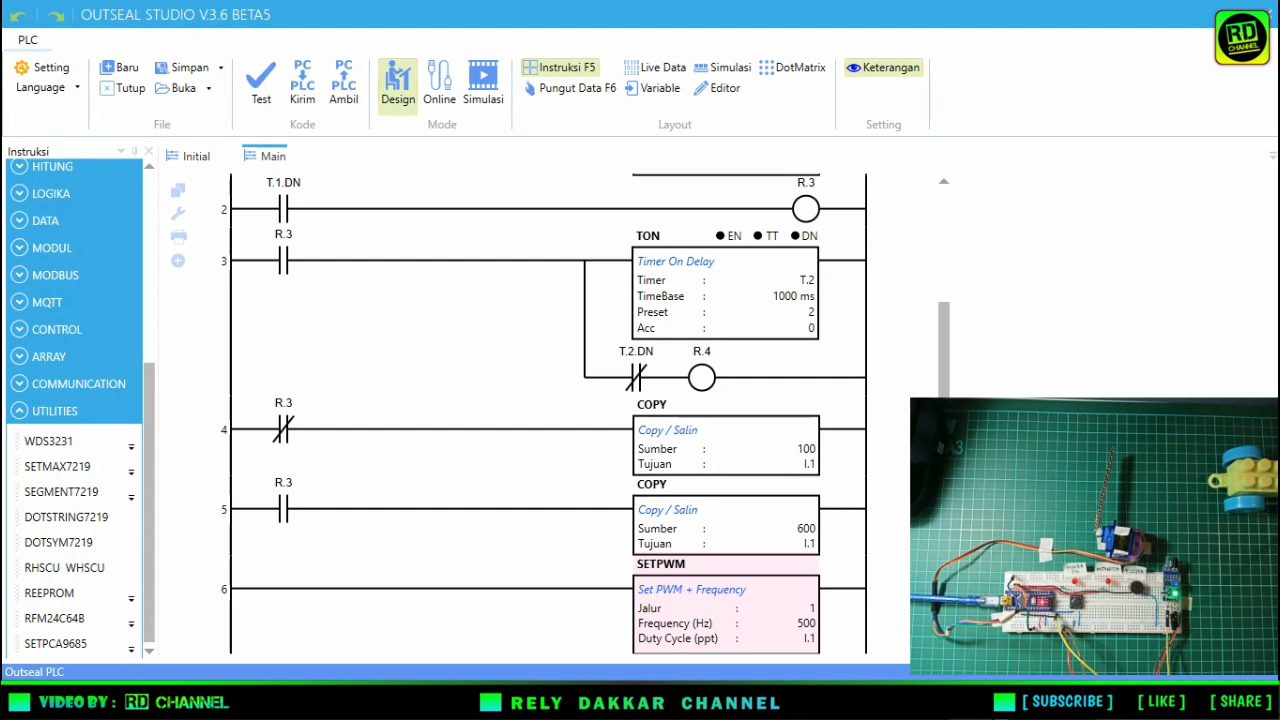 OUTSEAL STUDIO V.3.6 BETA5
RD
CHANNEL
PLC
Setting
Language
Baru
Simpan
Tutup
Buka
File
Test
PC PLC Kirim
PC PLC Ambil
Kode
Design
Online
Simulasi
Mode
Instruksi F5
Live Data
Simulasi
DotMatrix
Pungut Data F6
Variable
Editor
Layout
Keterangan
Setting
Instruksi
HITUNG
LOGIKA
DATA
MODUL
MODBUS
MQTT
CONTROL
ARRAY
COMMUNICATION
UTILITIES
WDS3231
SETMAX7219
SEGMENT7219
DOTSTRING7219
DOTSYM7219
RHSCU WHSCU
REEPROM
RFM24C64B
SETPCA9685
Initial
Main
T.1.DN
R.3
2
R.3
TON
EN
TT
DN
3
Timer On Delay
Timer : T.2
TimeBase : 1000 ms
Preset : 2
Acc : 0
T.2.DN
R.4
R.3
COPY
4
Copy / Salin
Sumber : 100
Tujuan : I.1
R.3
COPY
5
Copy / Salin
Sumber : 600
Tujuan : I.1
SETPWM
6
Set PWM + Frequency
Jalur : 1
Frequency (Hz) : 500
Duty Cycle (ppt) : I.1
Outseal PLC
VIDEO BY : RD CHANNEL
RELY DAKKAR CHANNEL
[ SUBSCRIBE ]
[ LIKE ]
[ SHARE ]